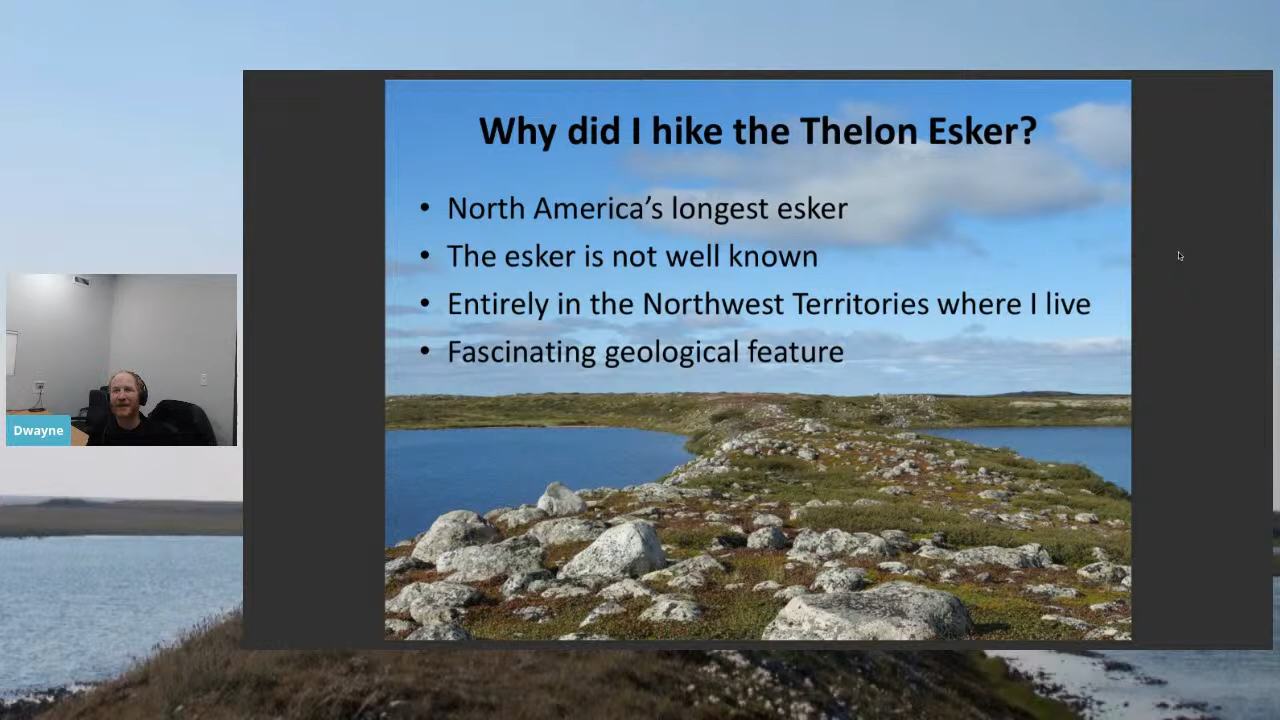 Why did I hike the Thelon Esker?
• North America’s longest esker
• The esker is not well known
• Entirely in the Northwest Territories where I live
• Fascinating geological feature
Dwayne